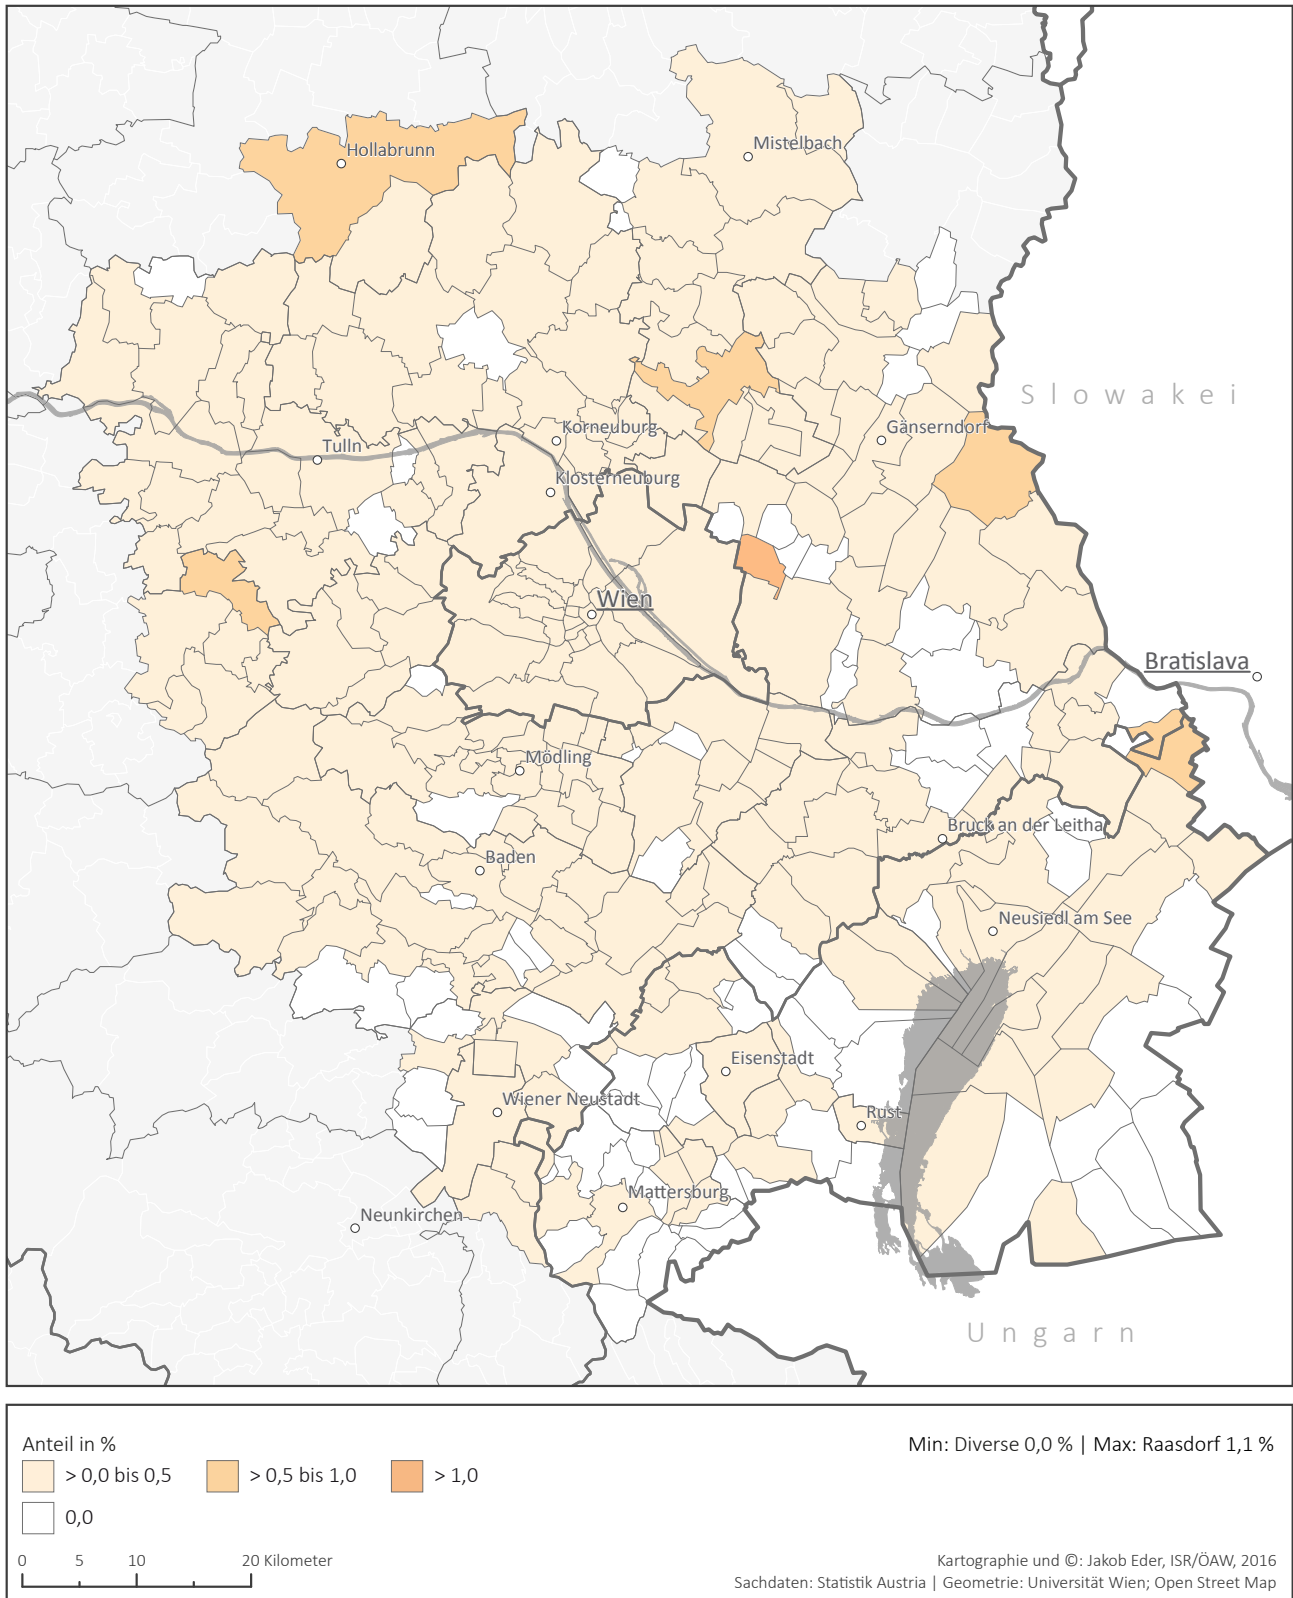 Hollabrunn
Mistelbach
Slowakei
Korneuburg
Gänserndorf
Tulln
Klosterneuburg
Wien
Bratislava
Mödling
Bruck an der Leitha
Baden
Neusiedl am See
Eisenstadt
Wiener Neustadt
Rust
Mattersburg
Neunkirchen
Ungarn
Anteil in %
Min: Diverse 0,0 % | Max: Raasdorf 1,1 %
> 0,0 bis 0,5
> 0,5 bis 1,0
> 1,0
0,0
0 5 10 20 Kilometer
Kartographie und ©: Jakob Eder, ISR/ÖAW, 2016
Sachdaten: Statistik Austria | Geometrie: Universität Wien; Open Street Map